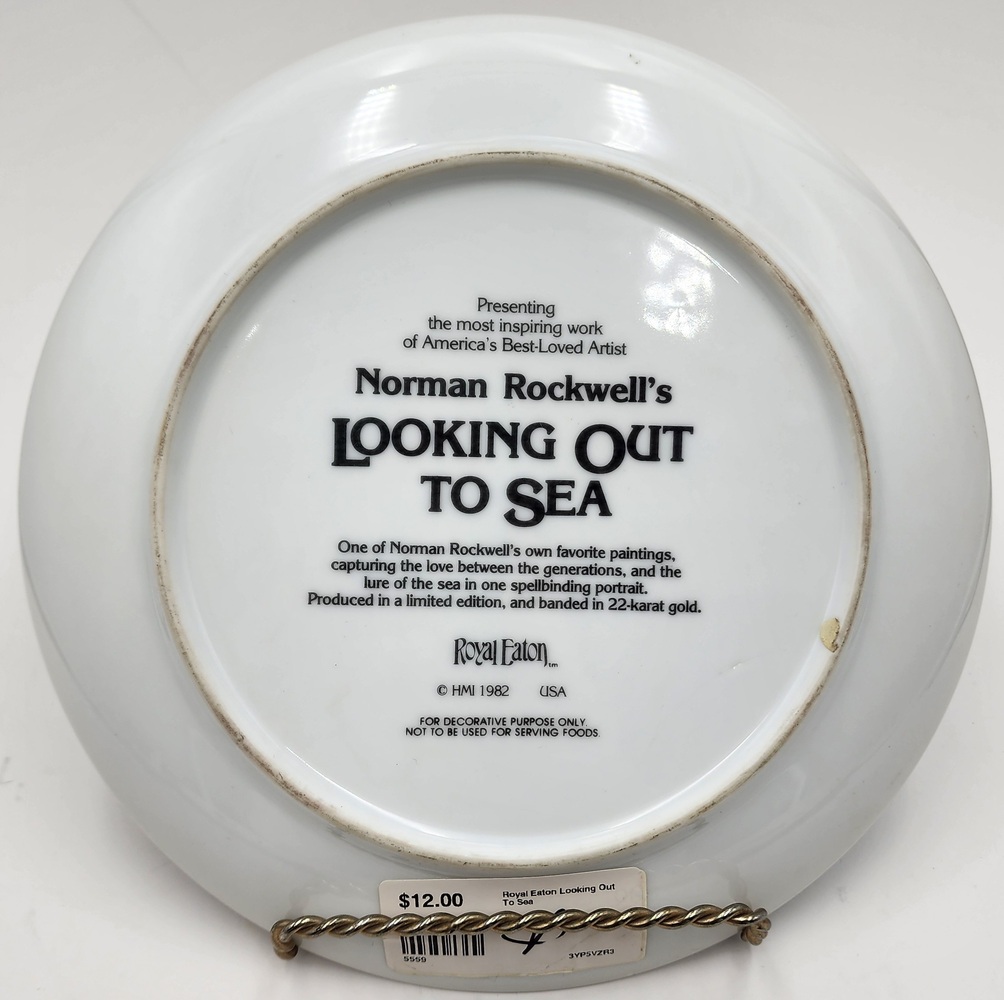 Presenting
the most inspiring work
of America's Best-Loved Artist
Norman Rockwell's
LOOKING OUT
TO SEA
One of Norman Rockwell's own favorite paintings,
capturing the love between the generations, and the
lure of the sea in one spellbinding portrait.
Produced in a limited edition, and banded in 22-karat gold.
Royal Eaton tm
© HMI 1982 USA
FOR DECORATIVE PURPOSE ONLY.
NOT TO BE USED FOR SERVING FOODS.
$12.00
Royal Eaton Looking Out
To Sea
5559
3YP5VZR3